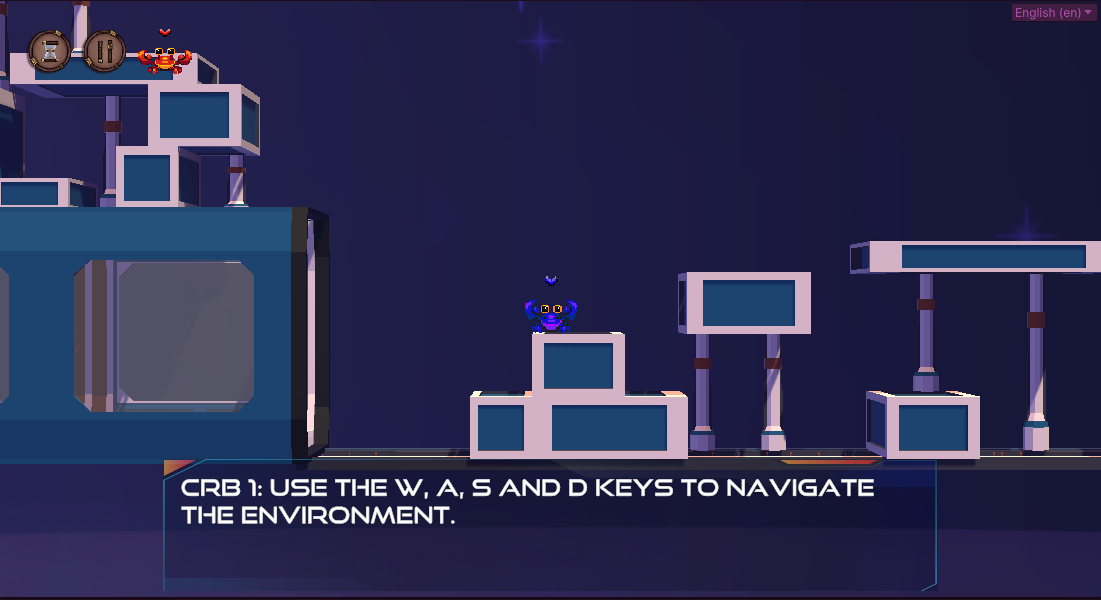 English (en)
CRB 1: USE THE W, A, S AND D KEYS TO NAVIGATE
THE ENVIRONMENT.